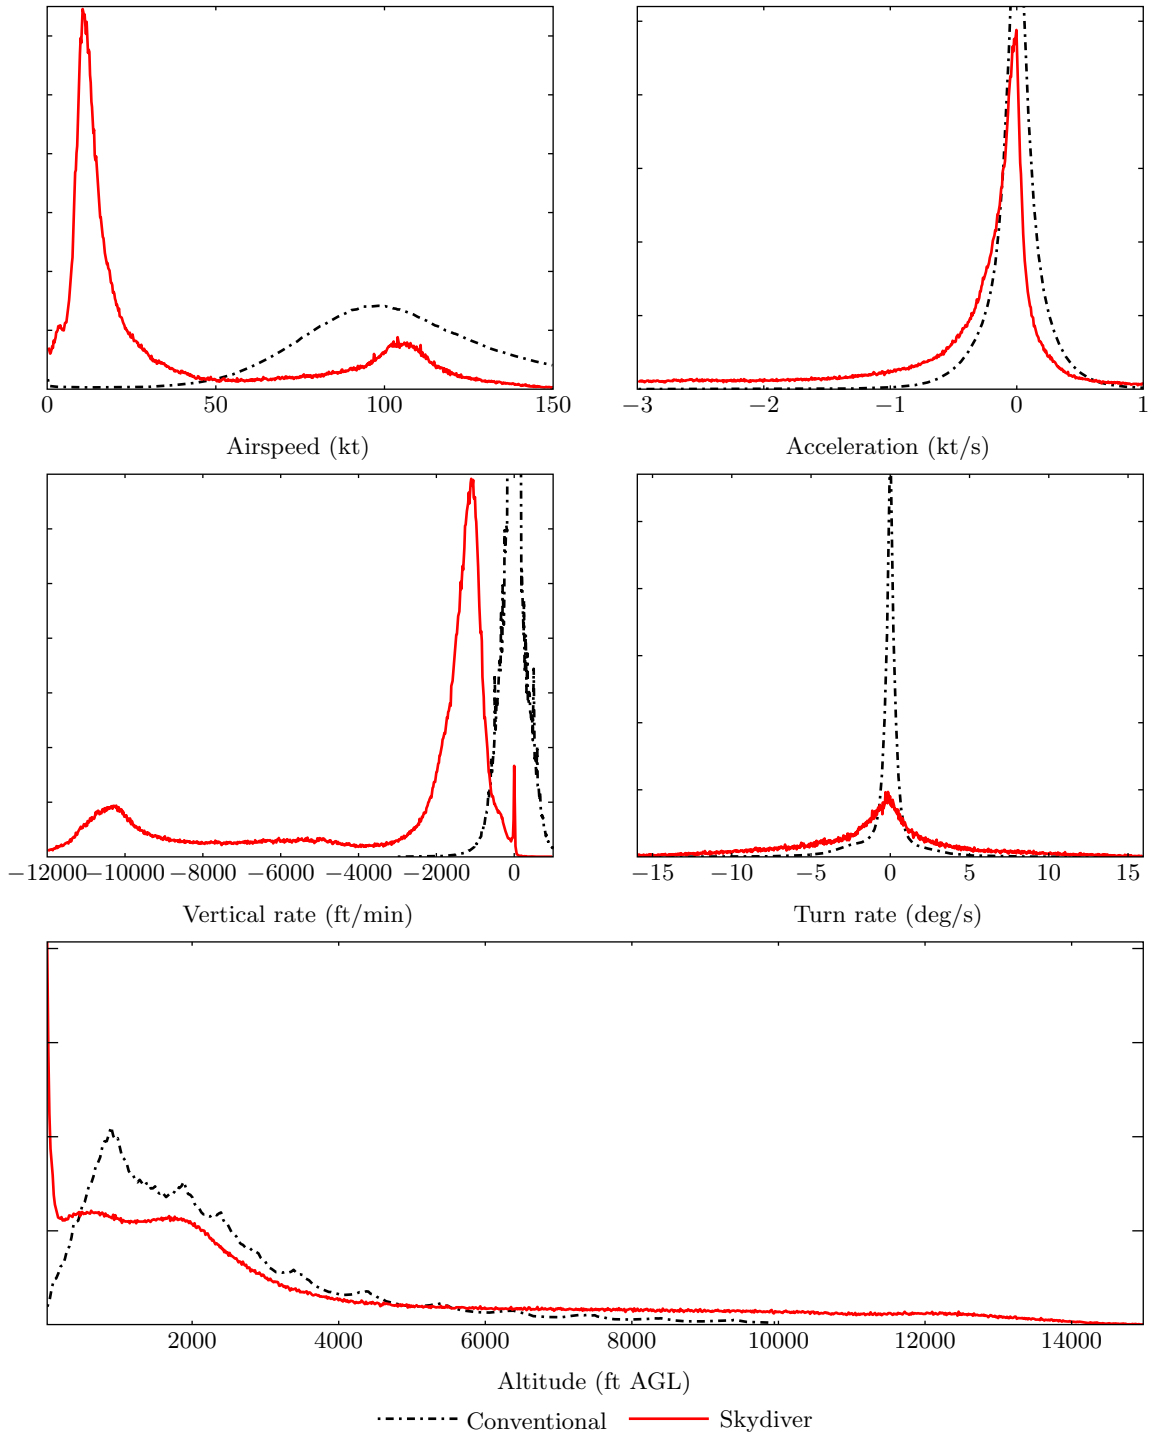 0 50 100 150
Airspeed (kt)
−3 −2 −1 0 1
Acceleration (kt/s)
−12000 −10000 −8000 −6000 −4000 −2000 0
Vertical rate (ft/min)
−15 −10 −5 0 5 10 15
Turn rate (deg/s)
2000 4000 6000 8000 10000 12000 14000
Altitude (ft AGL)
Conventional Skydiver